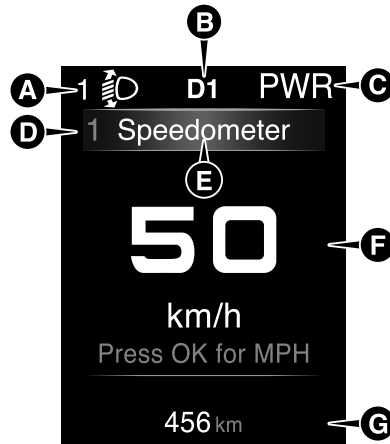 B
A 1 D1 PWR C
D 1 Speedometer
E
50 F
km/h
Press OK for MPH
456 km G